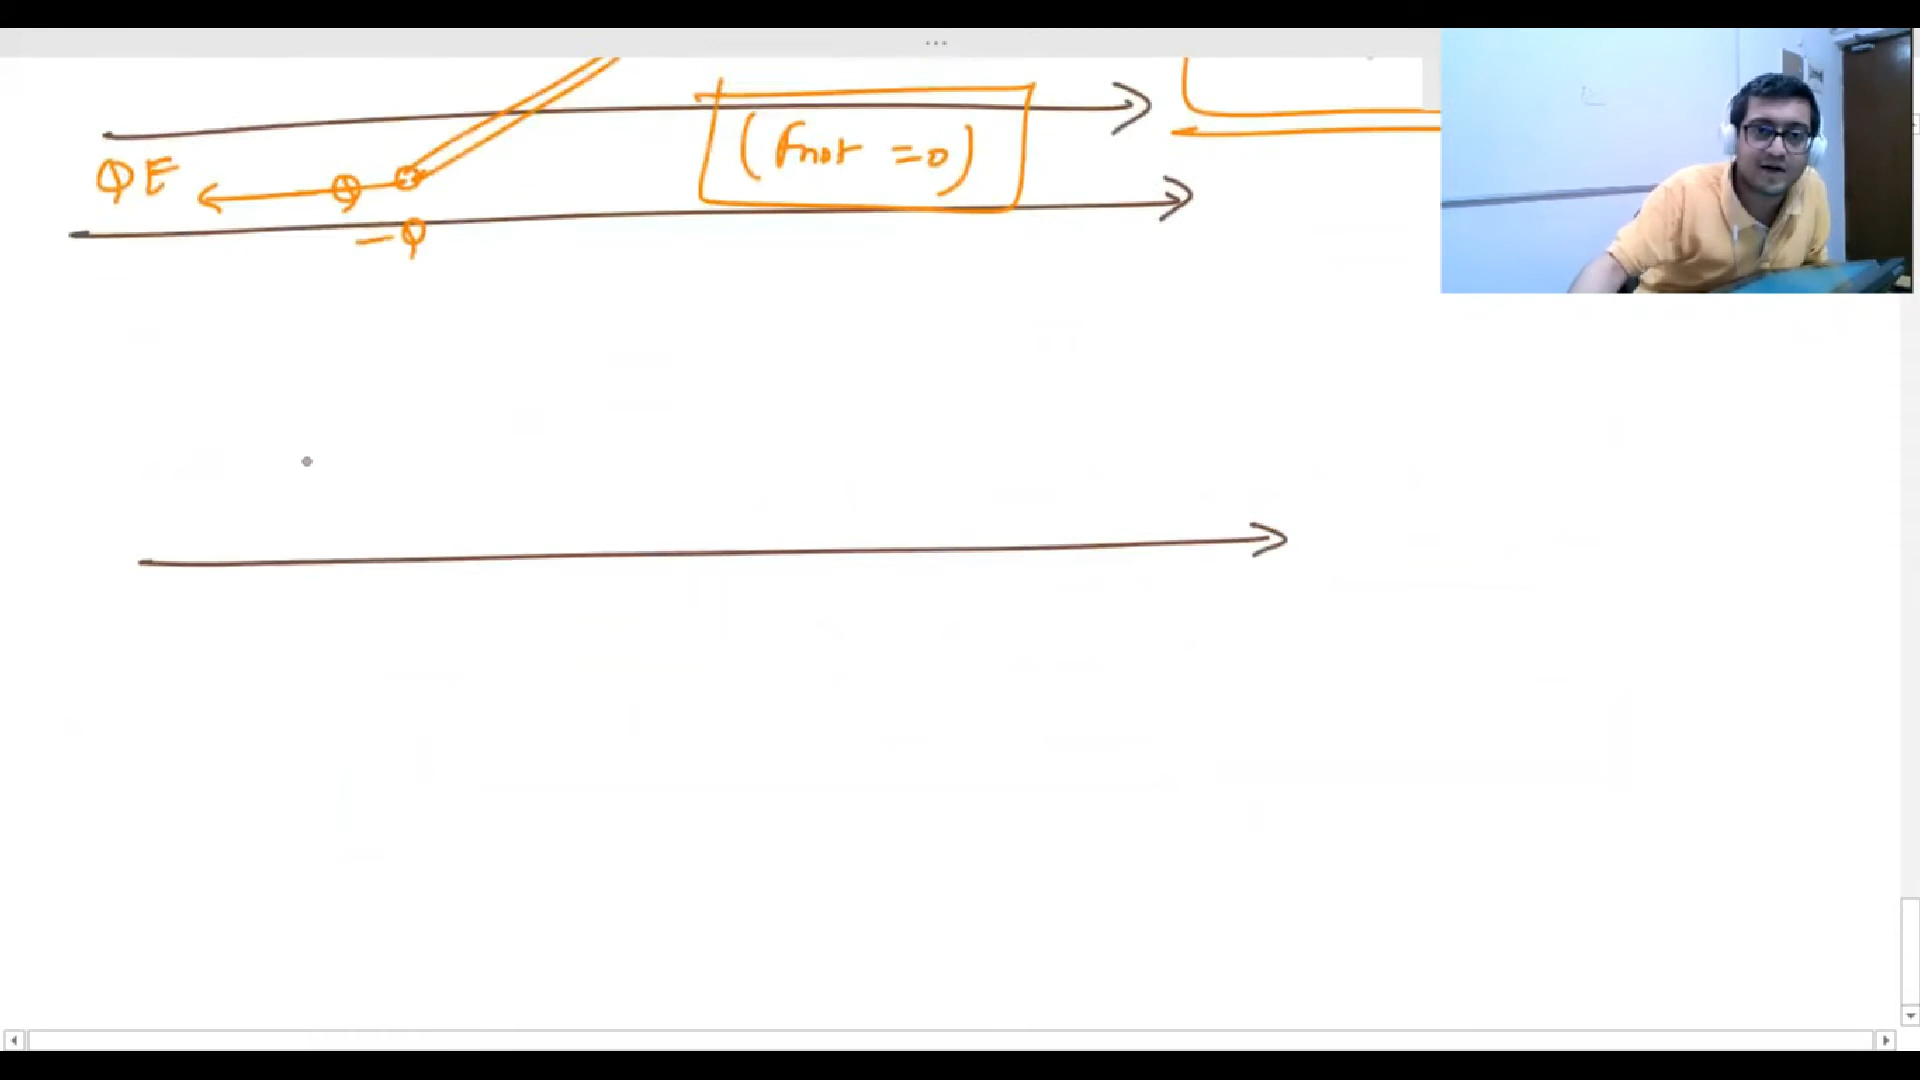 QE
(Fnet = 0)
-Q